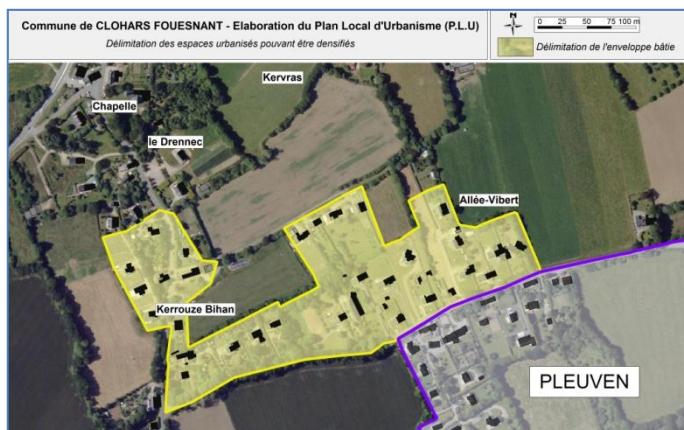 Commune de CLOHARS FOUESNANT - Elaboration du Plan Local d'Urbanisme (P.L.U)
Délimitation des espaces urbanisés pouvant être densifiés
N
0 25 50 75 100 m
Délimitation de l'enveloppe bâtie
Kervras
Chapelle
le Drennec
Allée-Vibert
Kerrouze Bihan
PLEUVEN